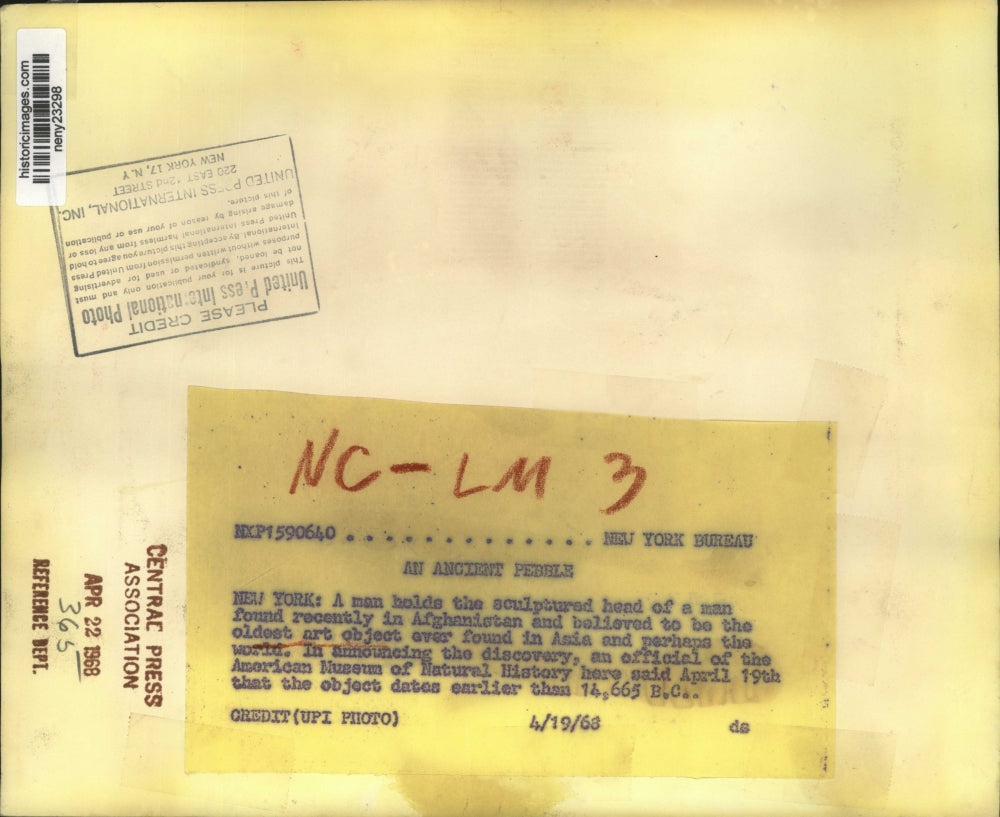 historicimages.com
neny23298
PLEASE CREDIT
United Press International Photo
This picture is for your publication only and must
not be loaned, syndicated or used for advertising
purposes without written permission from United Press
International. By accepting this picture you agree to hold
United Press International harmless from any loss or
damage arising by reason of your use or publication
of this picture.
UNITED PRESS INTERNATIONAL, INC.
220 EAST 42nd STREET
NEW YORK 17, N.Y
NC-LM 3
NXP1590640 . . . . . . . . . . . . . . NEW YORK BUREAU
AN ANCIENT PEBBLE
NEW YORK: A man holds the sculptured head of a man
found recently in Afghanistan and believed to be the
oldest art object ever found in Asia and perhaps the
world. In announcing the discovery, an official of the
American Museum of Natural History here said April 19th
that the object dates earlier than 14,665 B.C..
CREDIT(UPI PHOTO) 4/19/68 ds
CENTRAL PRESS
ASSOCIATION
APR 22 1968
365
REFERENCE DEPT.